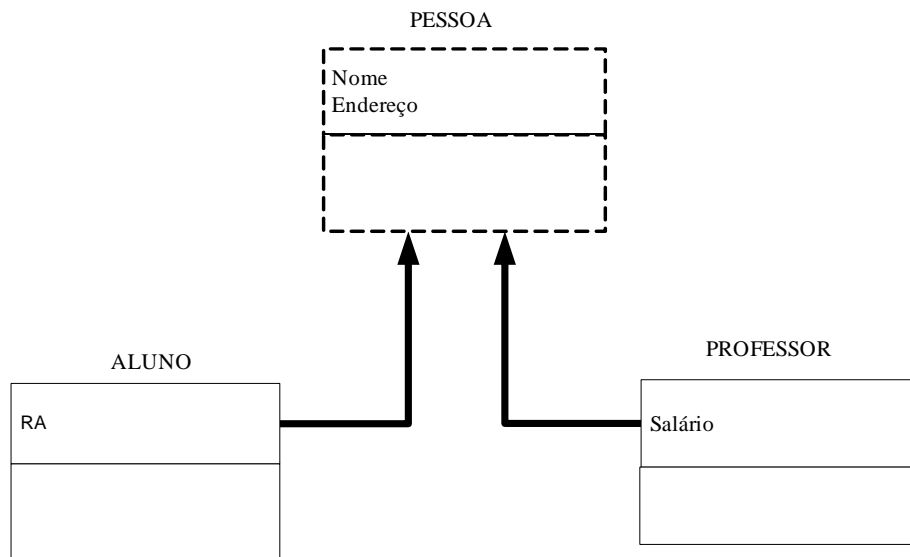 PESSOA
Nome
Endereço
ALUNO
RA
PROFESSOR
Salário